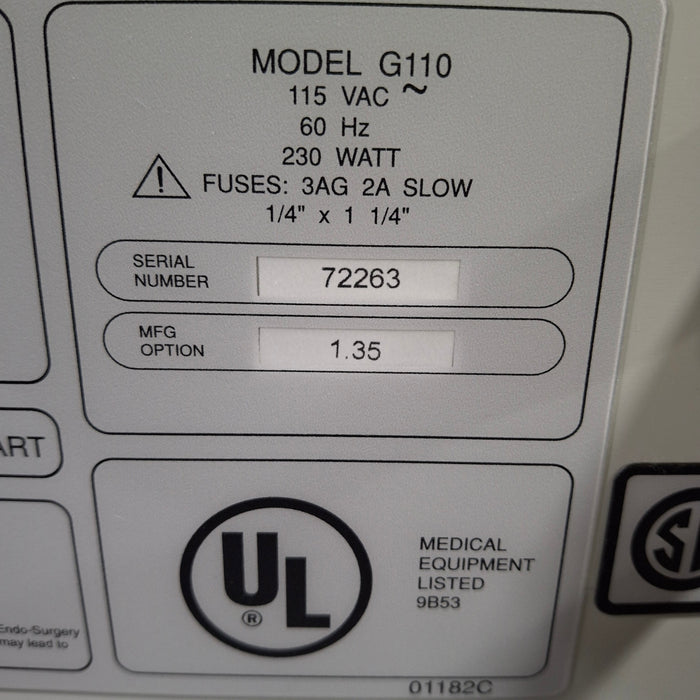 MODEL G110
115 VAC ~
60 Hz
230 WATT
FUSES: 3AG 2A SLOW
1/4" x 1 1/4"
SERIAL
NUMBER
72263
MFG
OPTION
1.35
ART
UL
®
MEDICAL
EQUIPMENT
LISTED
9B53
Endo-Surgery
may lead to
01182C